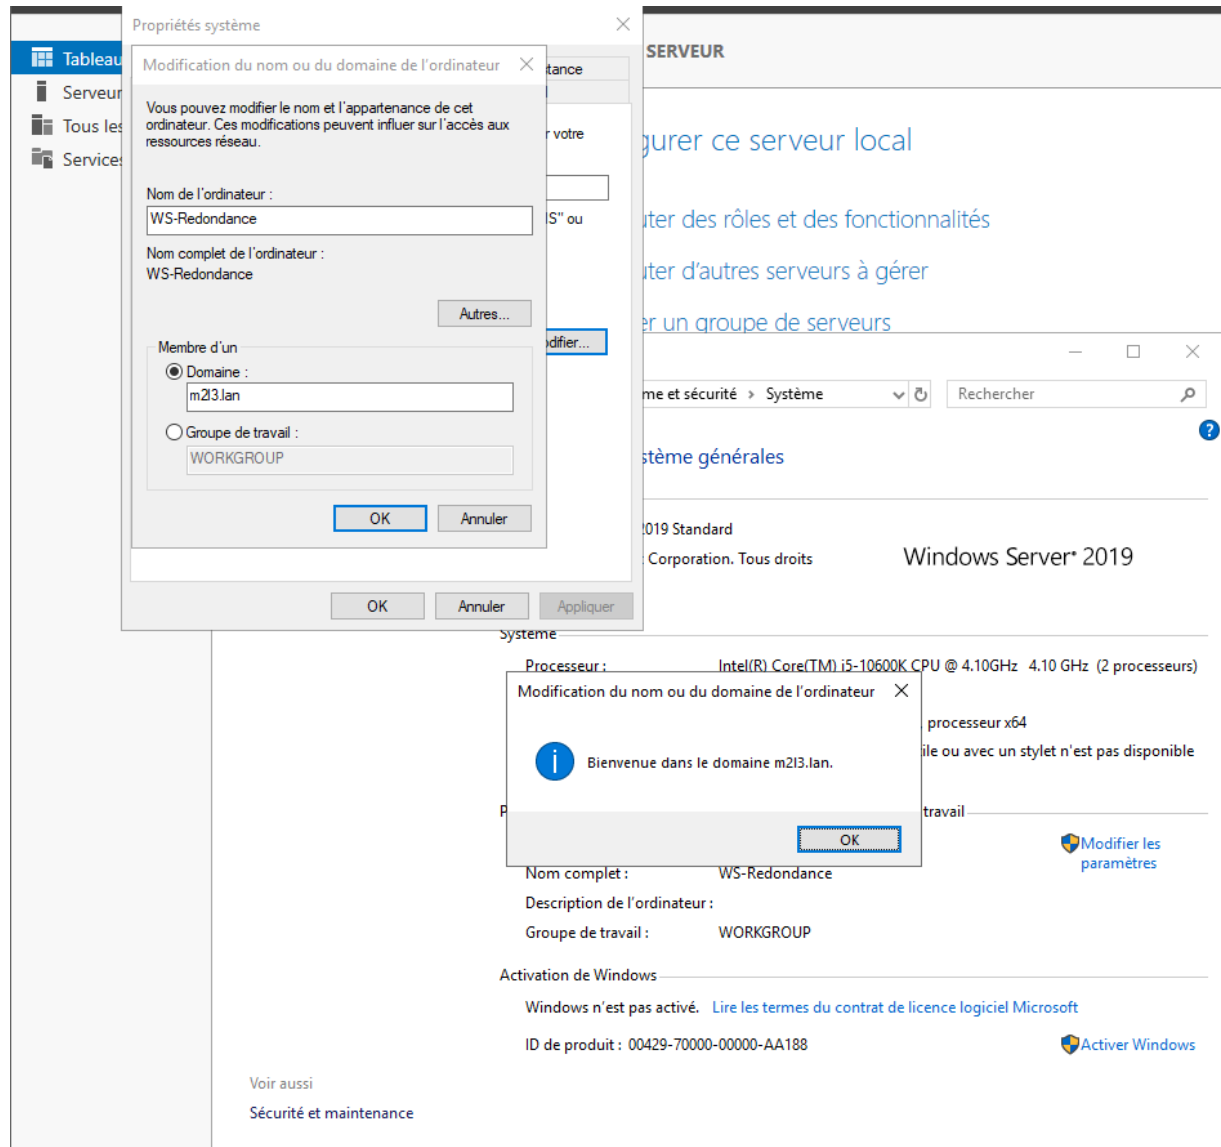 Propriétés système
Modification du nom ou du domaine de l'ordinateur
Vous pouvez modifier le nom et l'appartenance de cet
ordinateur. Ces modifications peuvent influer sur l'accès aux
ressources réseau.
Nom de l'ordinateur :
WS-Redondance
Nom complet de l'ordinateur :
WS-Redondance
Autres...
Membre d'un
Domaine :
m2l3.lan
Groupe de travail :
WORKGROUP
OK Annuler
OK Annuler Appliquer
tance
r votre
S" ou
difier...
Tableau
Serveur
Tous les
Services
SERVEUR
gurer ce serveur local
uter des rôles et des fonctionnalités
uter d'autres serveurs à gérer
er un groupe de serveurs
me et sécurité > Système
Rechercher
?
stème générales
2019 Standard
Corporation. Tous droits
Windows Server® 2019
Système
Processeur : Intel(R) Core(TM) i5-10600K CPU @ 4.10GHz 4.10 GHz (2 processeurs)
processeur x64
ile ou avec un stylet n'est pas disponible
Modification du nom ou du domaine de l'ordinateur
Bienvenue dans le domaine m2l3.lan.
OK
P
travail
Modifier les
paramètres
Nom complet : WS-Redondance
Description de l'ordinateur :
Groupe de travail : WORKGROUP
Activation de Windows
Windows n'est pas activé. Lire les termes du contrat de licence logiciel Microsoft
ID de produit : 00429-70000-00000-AA188
Activer Windows
Voir aussi
Sécurité et maintenance